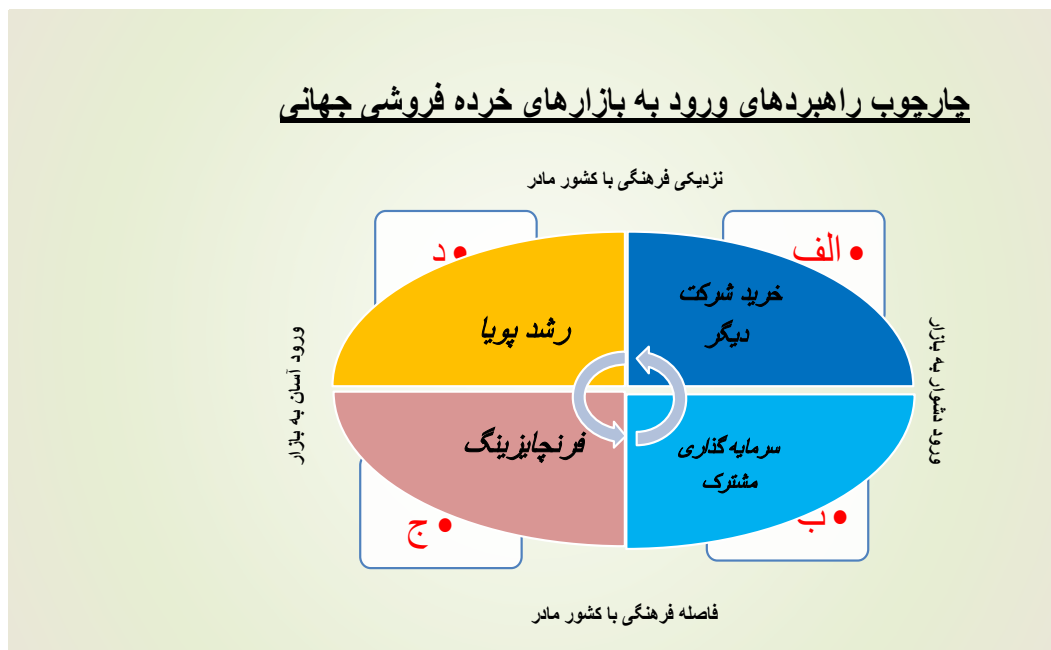 چارچوب راهبردهای ورود به بازارهای خرده فروشی جهانی
نزدیکی فرهنگی با کشور مادر
• الف
• د
خرید شرکت
دیگر
رشد پویا
ورود دشوار به بازار
ورود آسان به بازار
سرمایه گذاری
مشترک
فرنچایزینگ
• ب
• ج
فاصله فرهنگی با کشور مادر